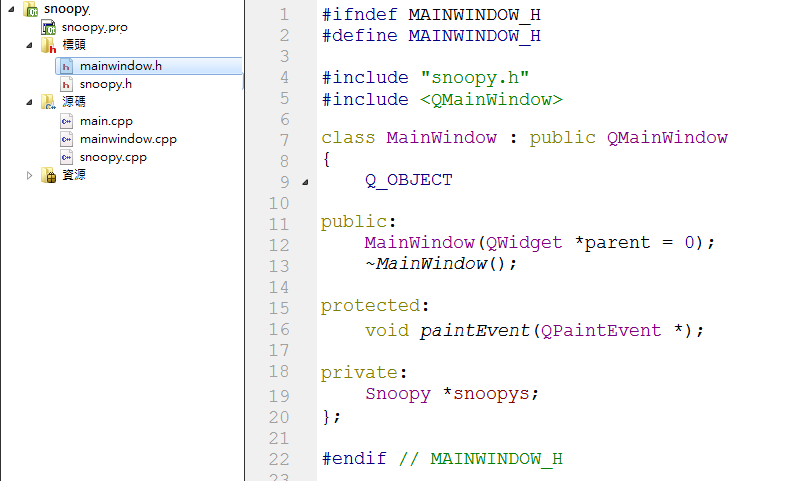 snoopy
snoopy.pro
標頭
mainwindow.h
snoopy.h
源碼
main.cpp
mainwindow.cpp
snoopy.cpp
資源
1 #ifndef MAINWINDOW_H
2 #define MAINWINDOW_H
3
4 #include "snoopy.h"
5 #include <QMainWindow>
6
7 class MainWindow : public QMainWindow
8 {
9 Q_OBJECT
10
11 public:
12 MainWindow(QWidget *parent = 0);
13 ~MainWindow();
14
15 protected:
16 void paintEvent(QPaintEvent *);
17
18 private:
19 Snoopy *snoopys;
20 };
21
22 #endif // MAINWINDOW_H
23